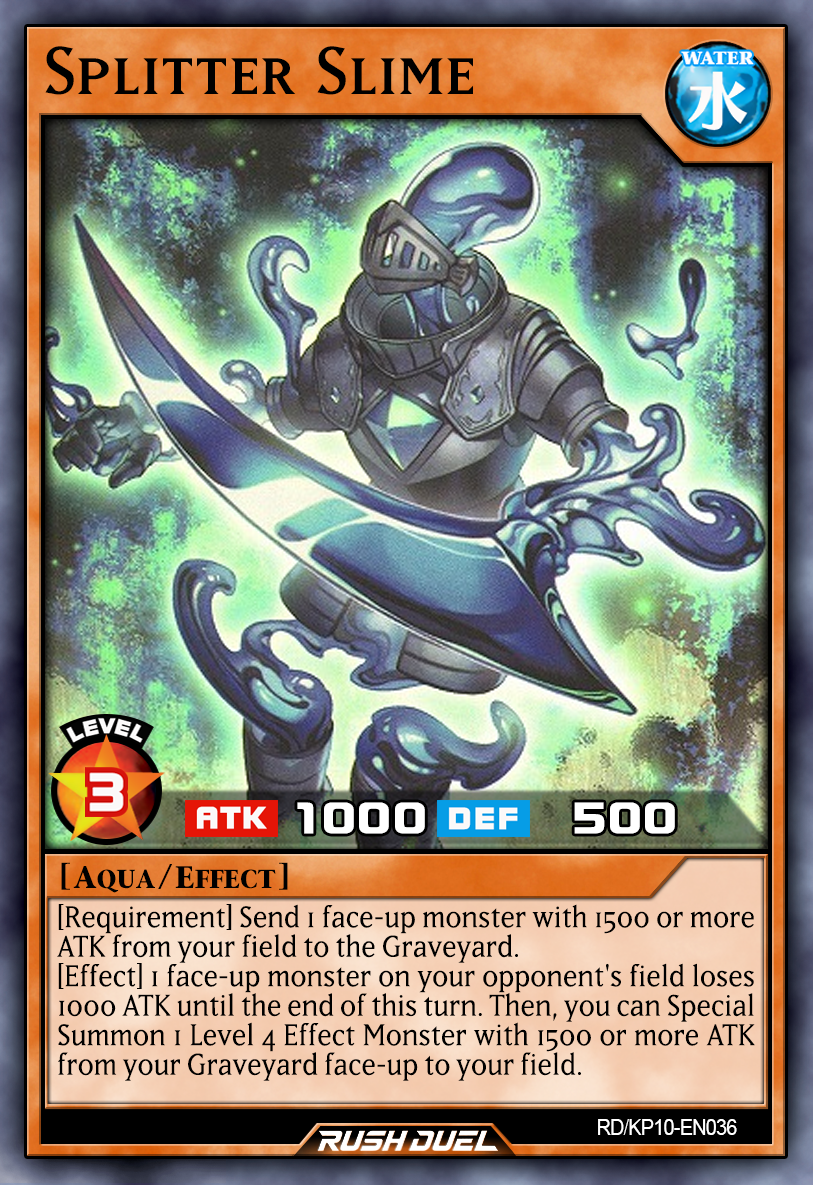 Splitter Slime
WATER
水
LEVEL
3
ATK 1000 DEF 500
[Aqua/Effect]
[Requirement] Send 1 face-up monster with 1500 or more
ATK from your field to the Graveyard.
[Effect] 1 face-up monster on your opponent's field loses
1000 ATK until the end of this turn. Then, you can Special
Summon 1 Level 4 Effect Monster with 1500 or more ATK
from your Graveyard face-up to your field.
RUSH DUEL
RD/KP10-EN036